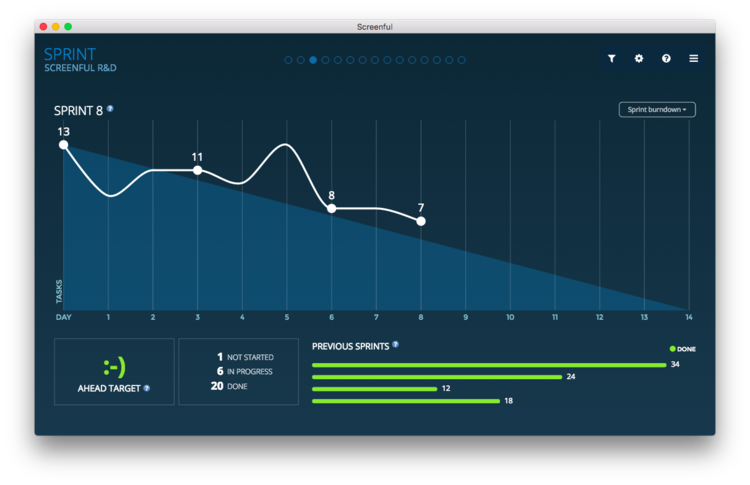 Screenful
SPRINT
SCREENFUL R&D
SPRINT 8 ?
Sprint burndown
13
11
8
7
TASKS
DAY 1 2 3 4 5 6 7 8 9 10 11 12 13 14
:-)
AHEAD TARGET ?
1 NOT STARTED
6 IN PROGRESS
20 DONE
PREVIOUS SPRINTS ?
DONE
34
24
12
18